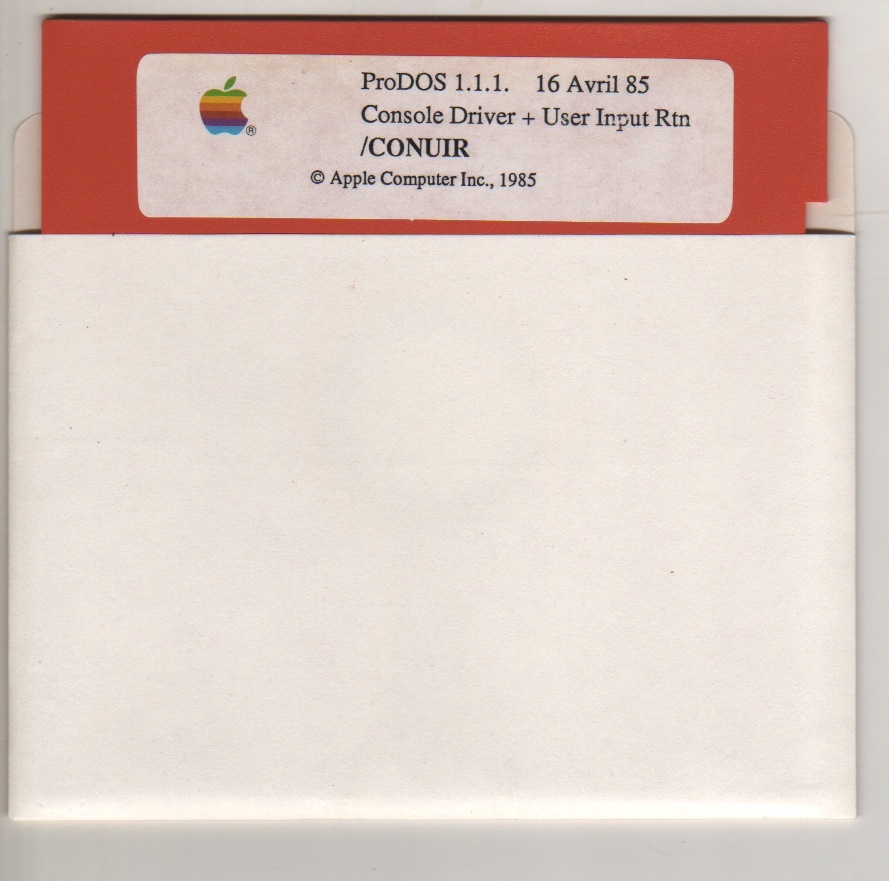 ProDOS 1.1.1. 16 Avril 85
Console Driver + User Input Rtn
/CONUIR
© Apple Computer Inc., 1985
®